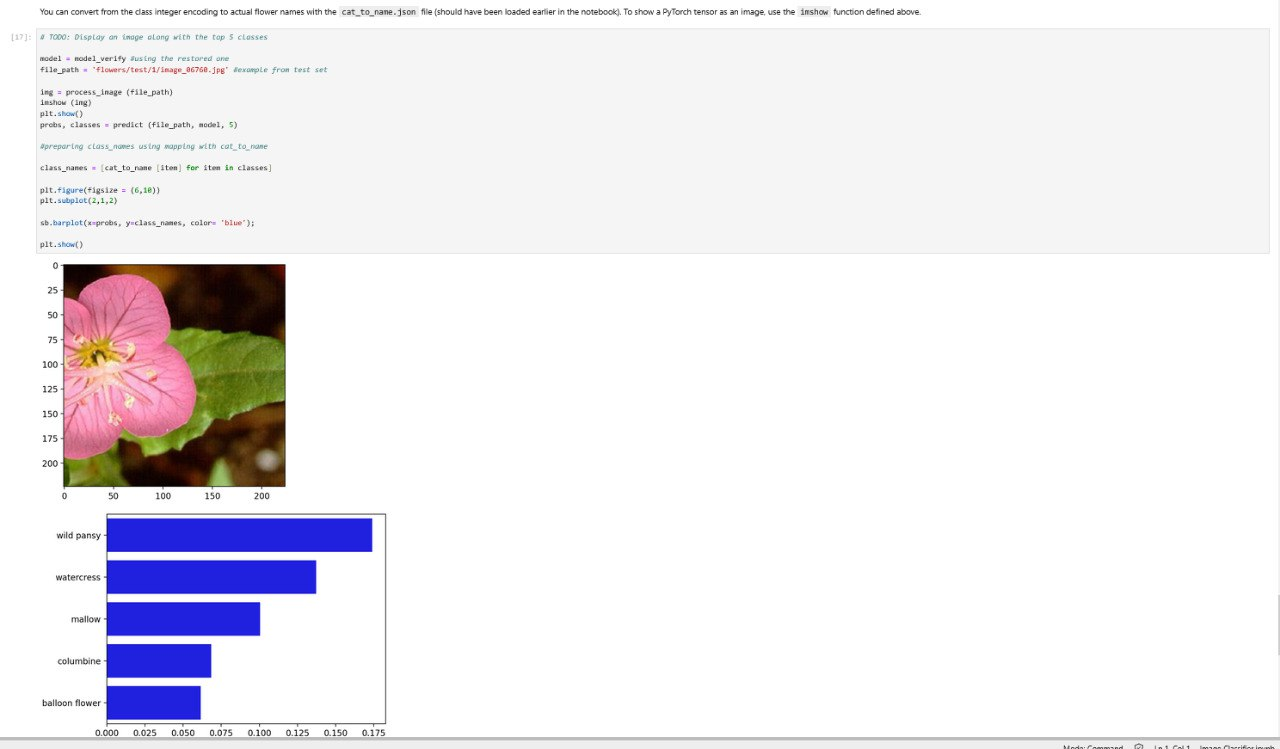 You can convert from the class integer encoding to actual flower names with the cat_to_name.json file (should have been loaded earlier in the notebook). To show a PyTorch tensor as an image, use the imshow function defined above.
[17]: # TODO: Display an image along with the top 5 classes
model = model_verify #using the restored one
file_path = 'flowers/test/1/image_06760.jpg' #example from test set
img = process_image (file_path)
imshow (img)
plt.show()
probs, classes = predict (file_path, model, 5)
#preparing class_names using mapping with cat_to_name
class_names = [cat_to_name [item] for item in classes]
plt.figure(figsize = (6,10))
plt.subplot(2,1,2)
sb.barplot(x=probs, y=class_names, color= 'blue');
plt.show()
0
25
50
75
100
125
150
175
200
0 50 100 150 200
wild pansy
watercress
mallow
columbine
balloon flower
0.000 0.025 0.050 0.075 0.100 0.125 0.150 0.175
Mode: Command Ln 1, Col 1 Image Classifier.ipynb